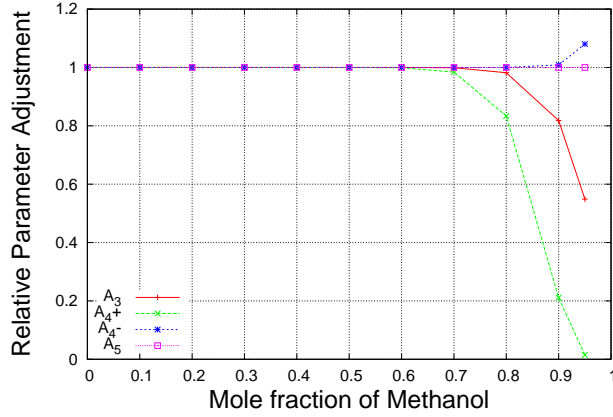 1.2
1
0.8
0.6
0.4
0.2
0
Relative Parameter Adjustment
A3
A4+
A4-
A5
0 0.1 0.2 0.3 0.4 0.5 0.6 0.7 0.8 0.9 1
Mole fraction of Methanol